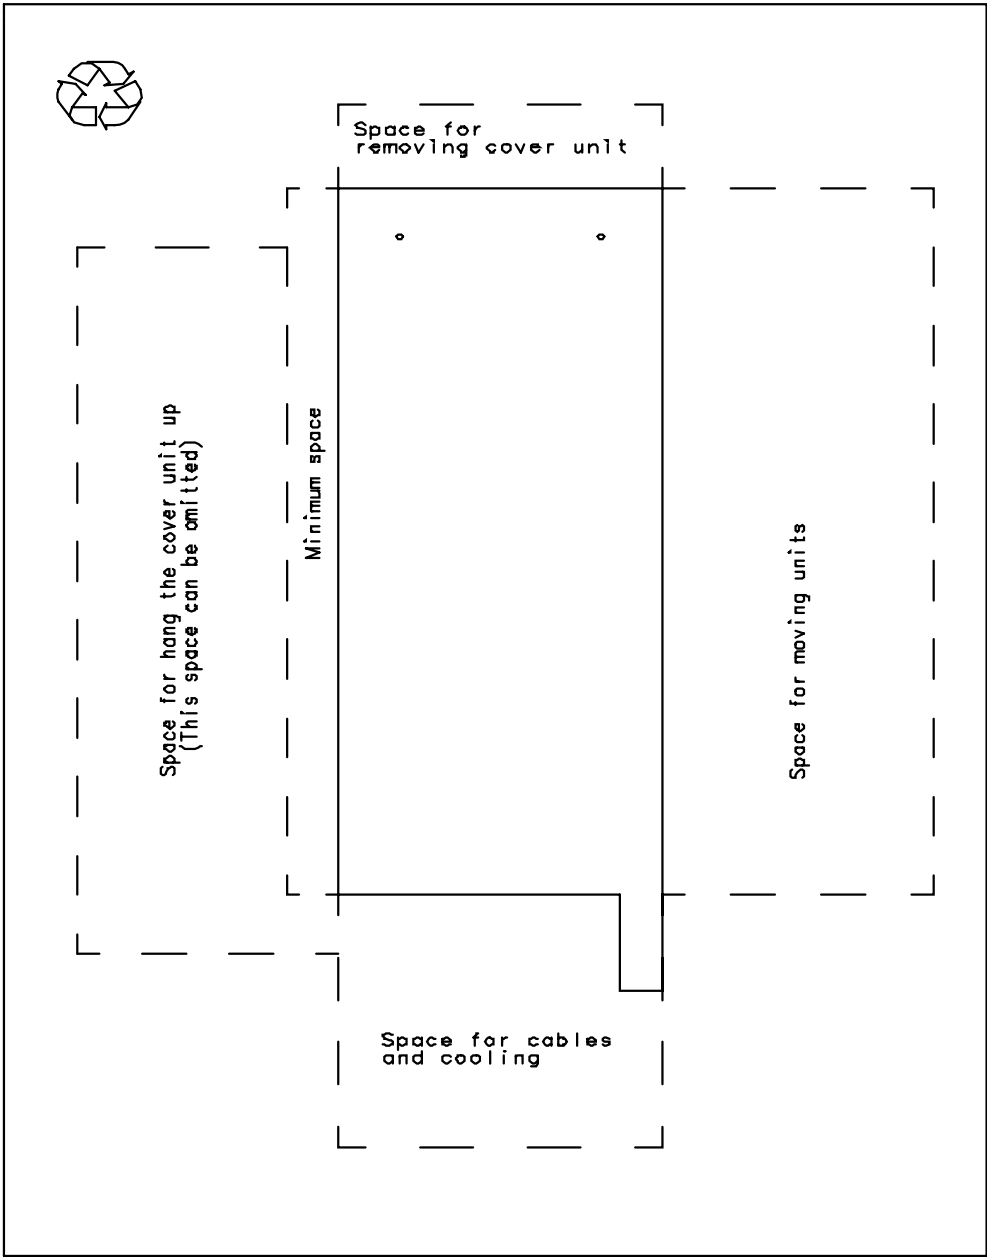 Space for
removing cover unit
Space for hang the cover unit up
(This space can be omitted)
Minimum space
Space for moving units
Space for cables
and cooling